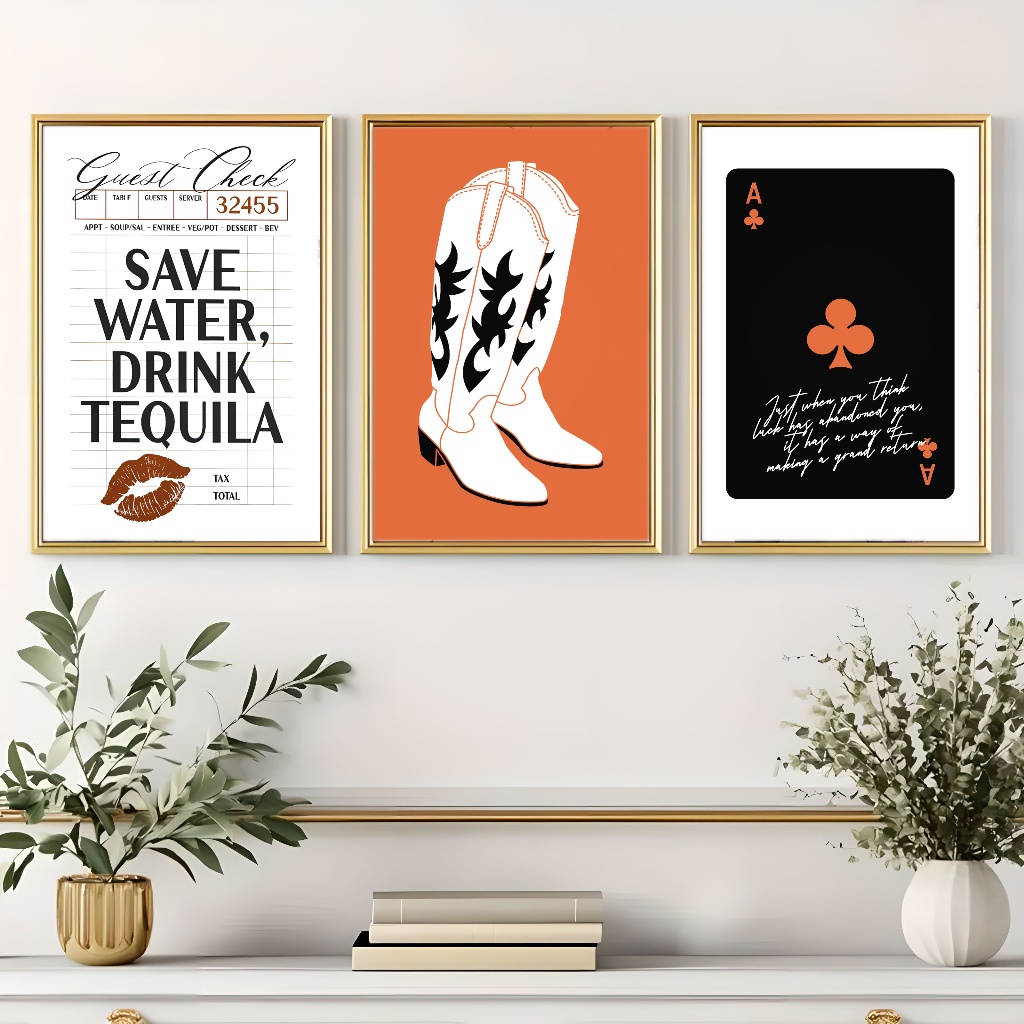 Guest Check
DATE TABLE GUESTS SERVER 32455
APPT - SOUP/SAL - ENTREE - VEG/POT - DESSERT - BEV
SAVE
WATER,
DRINK
TEQUILA
TAX
TOTAL
A
Just when you think
luck has abandoned you,
it has a way of
making a grand return
A